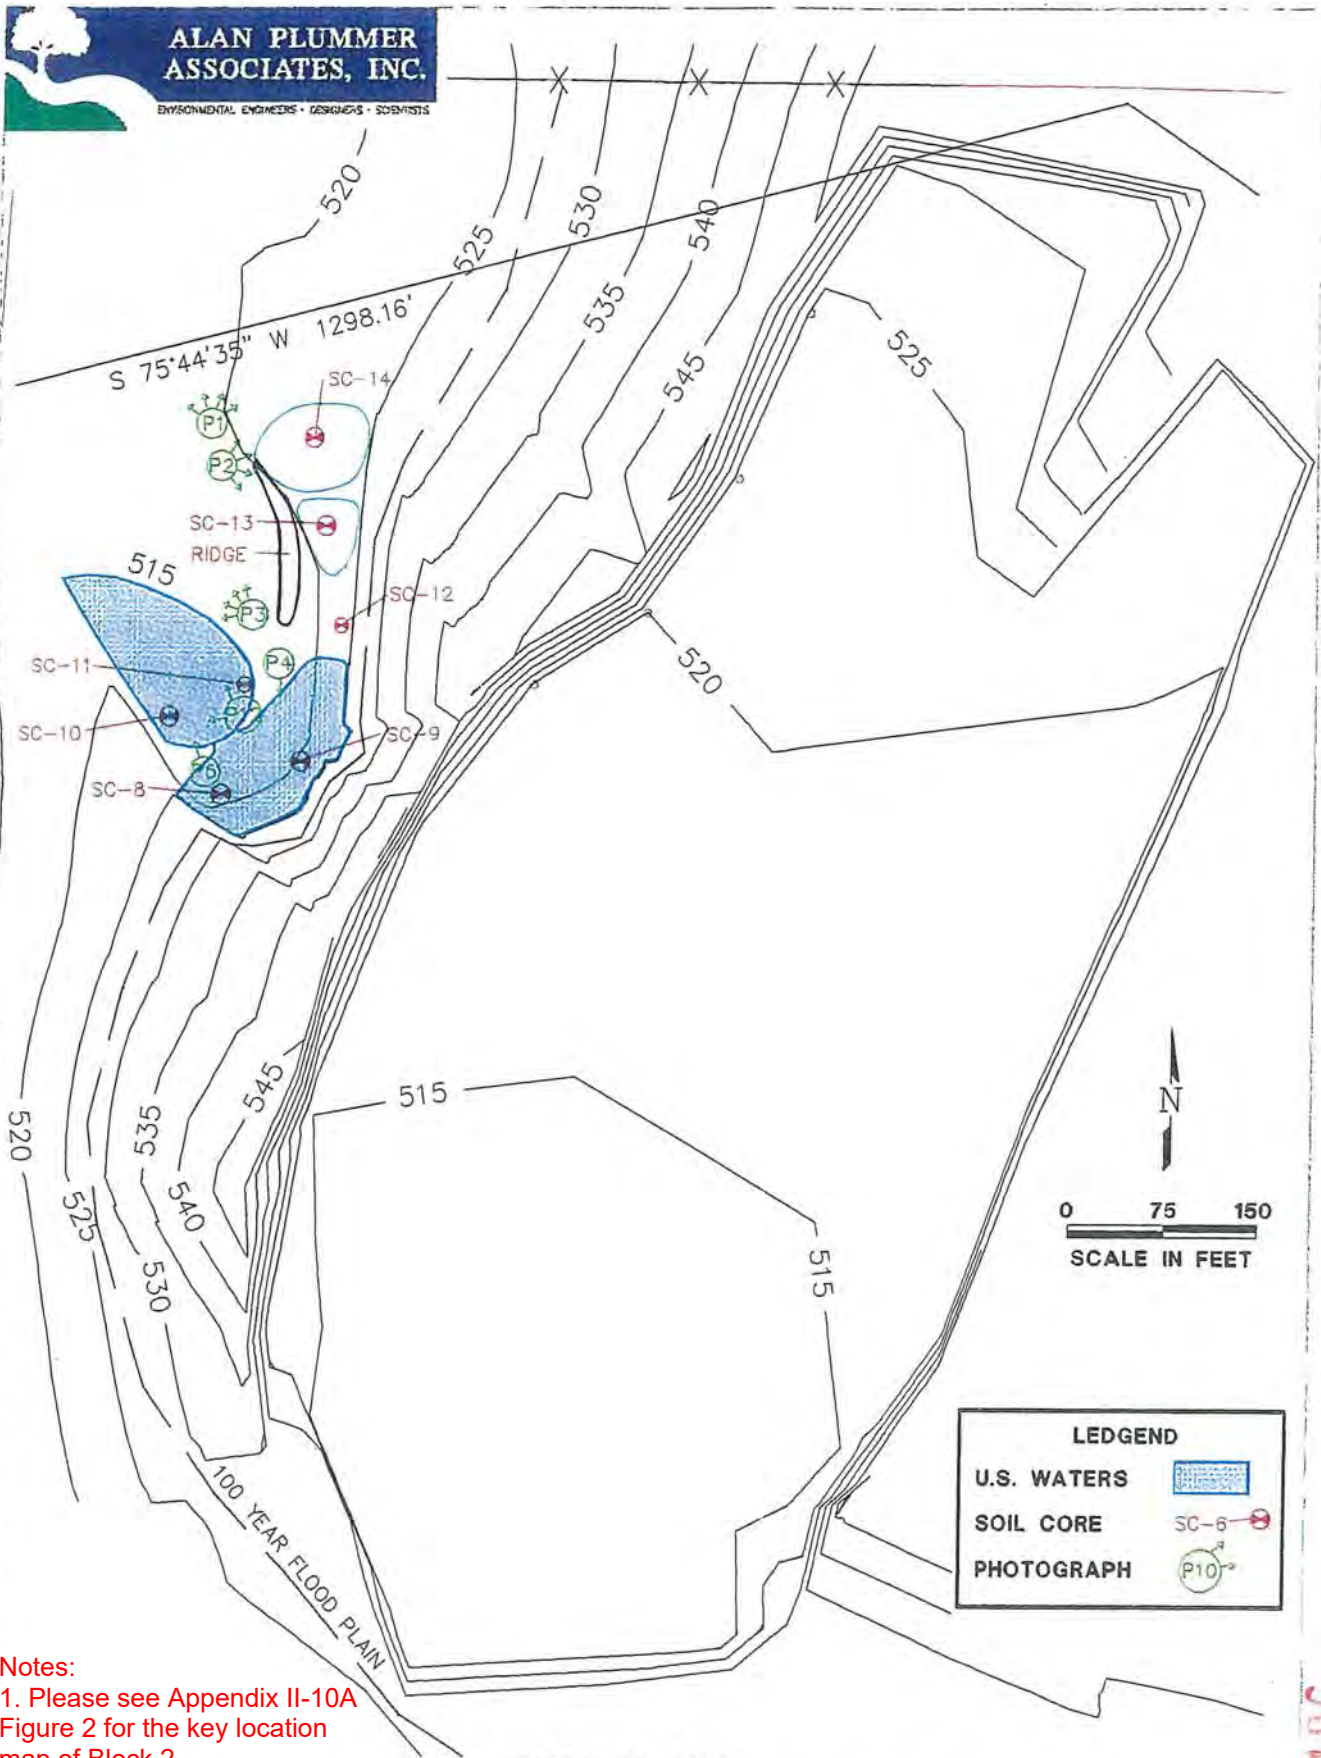 ALAN PLUMMER
ASSOCIATES, INC.
ENVIRONMENTAL ENGINEERS · DESIGNERS · SCIENTISTS
520
525
530
540
535
545
525
S 75°44'35" W 1298.16'
SC-14
P1
P2
SC-13
RIDGE
515
SC-12
P3
P4
SC-11
520
SC-10
SC-9
SC-8
545
515
535
520
540
525
530
515
N
0 75 150
SCALE IN FEET
100 YEAR FLOOD PLAIN
LEDGEND
U.S. WATERS
SOIL CORE SC-6
PHOTOGRAPH P10
Notes:
1. Please see Appendix II-10A
Figure 2 for the key location
map of Block 2